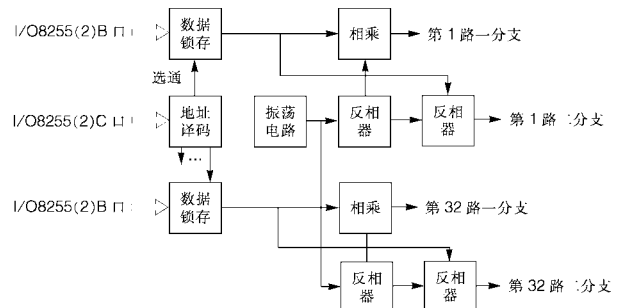 I/O8255(2)B 口
数据
锁存
相乘
第 1 路一分支
选通
I/O8255(2)C 口
地址
译码
振荡
电路
反相
器
反相
器
第 1 路二分支
…
I/O8255(2)B 口
数据
锁存
相乘
第 32 路一分支
反相
器
反相
器
第 32 路二分支